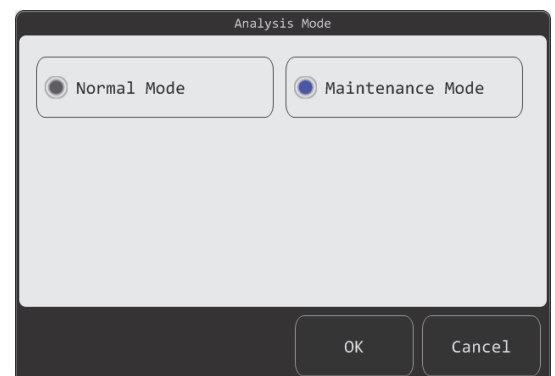 Analysis Mode
Normal Mode
Maintenance Mode
OK
Cancel